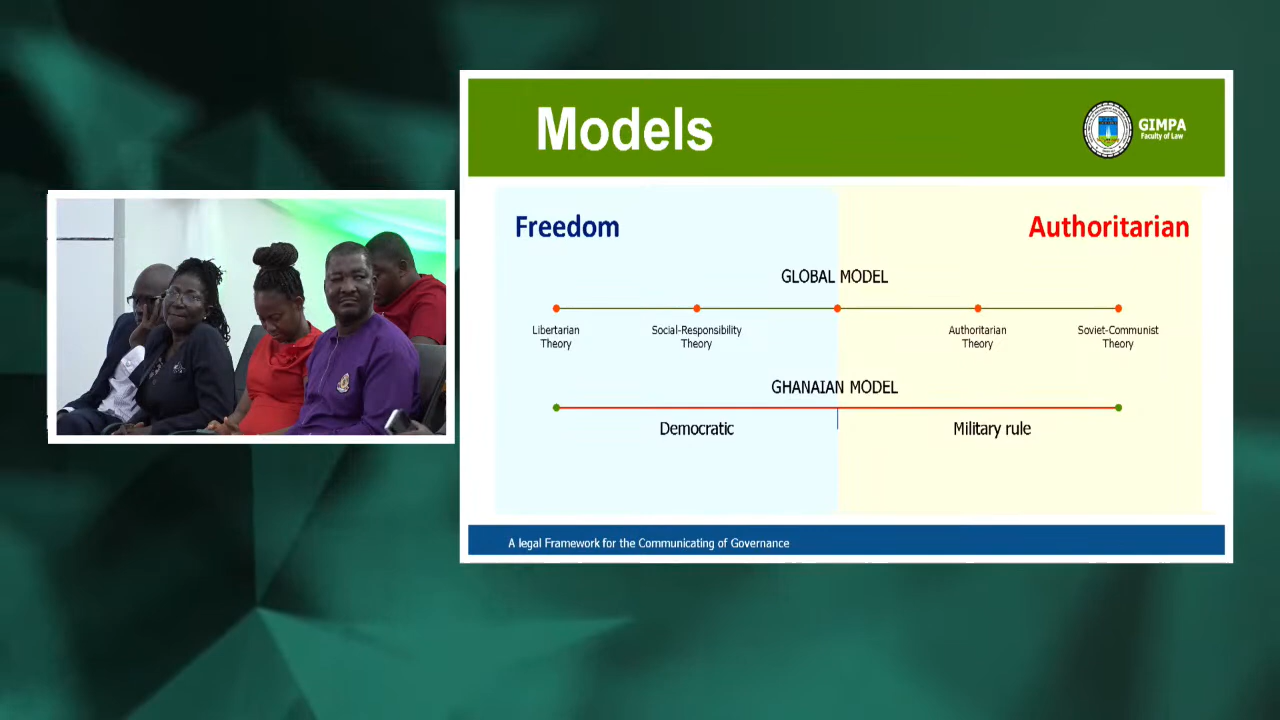 Models
GIMPA
Faculty of Law
Freedom
Authoritarian
GLOBAL MODEL
Libertarian
Theory
Social-Responsibility
Theory
Authoritarian
Theory
Soviet-Communist
Theory
GHANAIAN MODEL
Democratic
Military rule
A legal Framework for the Communicating of Governance